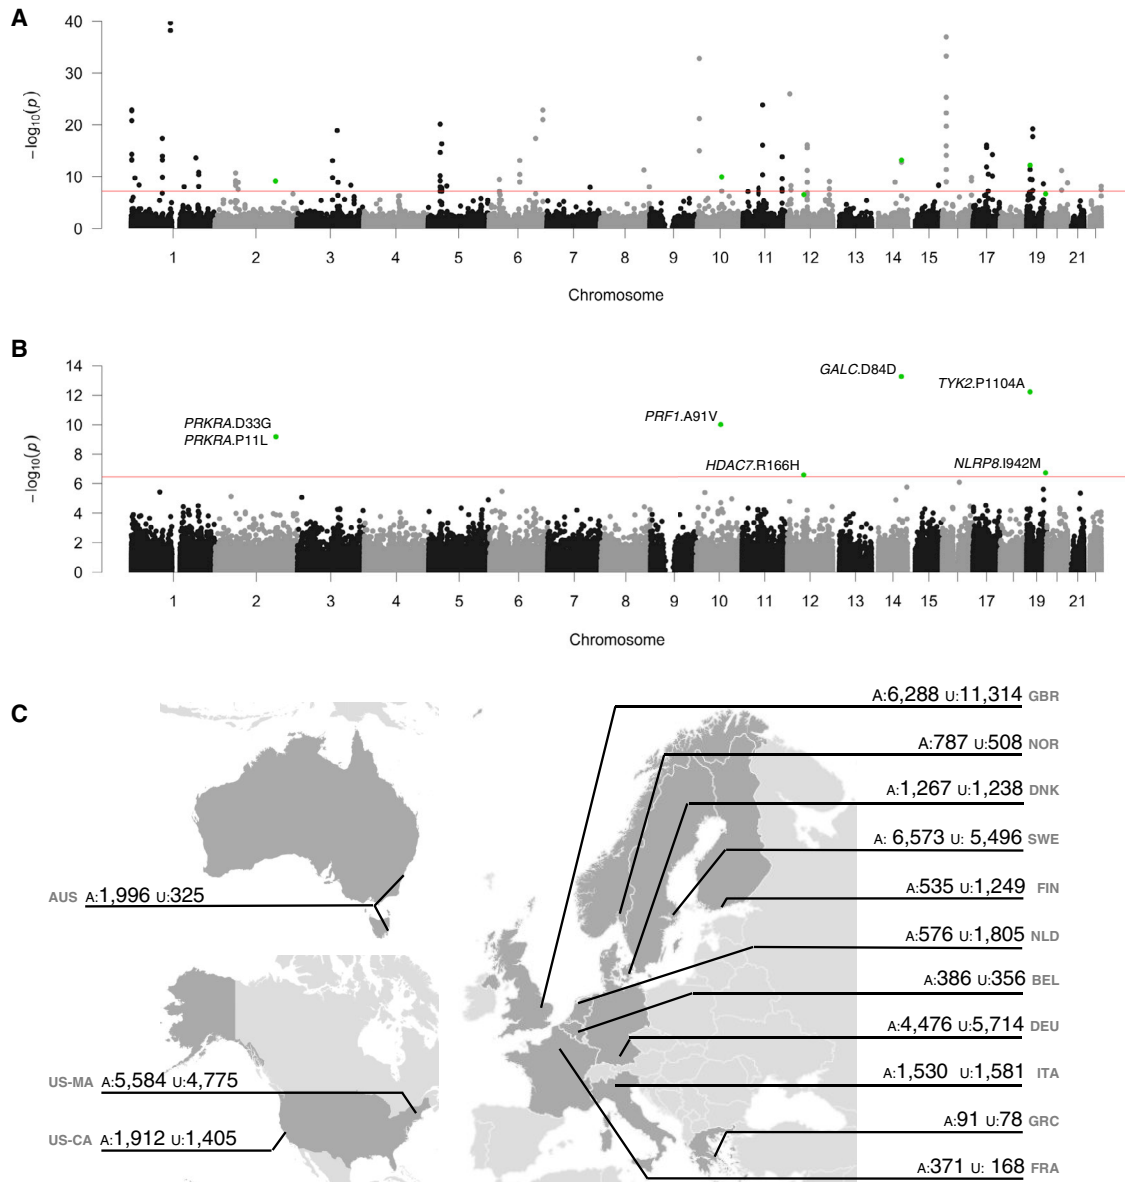 A
40
30
20
10
0
−log10(p)
1 2 3 4 5 6 7 8 9 10 11 12 13 14 15 17 19 21
Chromosome
B
14
12
10
8
6
4
2
0
−log10(p)
GALC.D84D
TYK2.P1104A
PRF1.A91V
PRKRA.D33G
PRKRA.P11L
HDAC7.R166H
NLRP8.I942M
1 2 3 4 5 6 7 8 9 10 11 12 13 14 15 17 19 21
Chromosome
C
AUS A:1,996 U:325
US-MA A:5,584 U:4,775
US-CA A:1,912 U:1,405
A:6,288 U:11,314 GBR
A:787 U:508 NOR
A:1,267 U:1,238 DNK
A: 6,573 U: 5,496 SWE
A:535 U:1,249 FIN
A:576 U:1,805 NLD
A:386 U:356 BEL
A:4,476 U:5,714 DEU
A:1,530 U:1,581 ITA
A:91 U:78 GRC
A:371 U: 168 FRA